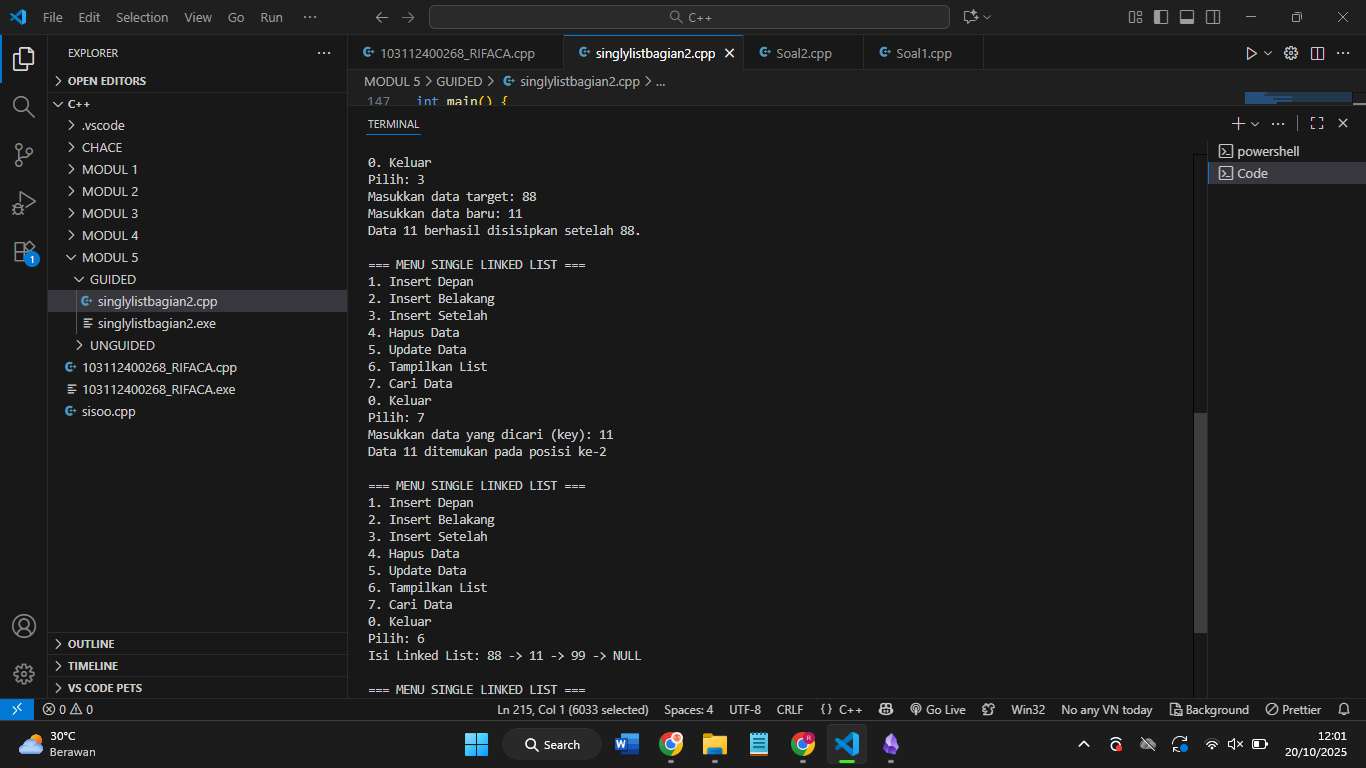 File Edit Selection View Go Run ··· C++
EXPLORER ···
OPEN EDITORS
C++
.vscode
CHACE
MODUL 1
MODUL 2
MODUL 3
MODUL 4
MODUL 5
GUIDED
singlylistbagian2.cpp
singlylistbagian2.exe
UNGUIDED
103112400268_RIFACA.cpp
103112400268_RIFACA.exe
sisoo.cpp
OUTLINE
TIMELINE
VS CODE PETS
1
103112400268_RIFACA.cpp singlylistbagian2.cpp Soal2.cpp Soal1.cpp
MODUL 5 > GUIDED > singlylistbagian2.cpp > ...
147 int main() {
TERMINAL
0. Keluar
Pilih: 3
Masukkan data target: 88
Masukkan data baru: 11
Data 11 berhasil disisipkan setelah 88.
=== MENU SINGLE LINKED LIST ===
1. Insert Depan
2. Insert Belakang
3. Insert Setelah
4. Hapus Data
5. Update Data
6. Tampilkan List
7. Cari Data
0. Keluar
Pilih: 7
Masukkan data yang dicari (key): 11
Data 11 ditemukan pada posisi ke-2
=== MENU SINGLE LINKED LIST ===
1. Insert Depan
2. Insert Belakang
3. Insert Setelah
4. Hapus Data
5. Update Data
6. Tampilkan List
7. Cari Data
0. Keluar
Pilih: 6
Isi Linked List: 88 -> 11 -> 99 -> NULL
=== MENU SINGLE LINKED LIST ===
powershell
Code
0 0 Ln 215, Col 1 (6033 selected) Spaces: 4 UTF-8 CRLF {} C++ Go Live Win32 No any VN today Background Prettier
30°C
Berawan
Search
12:01
20/10/2025